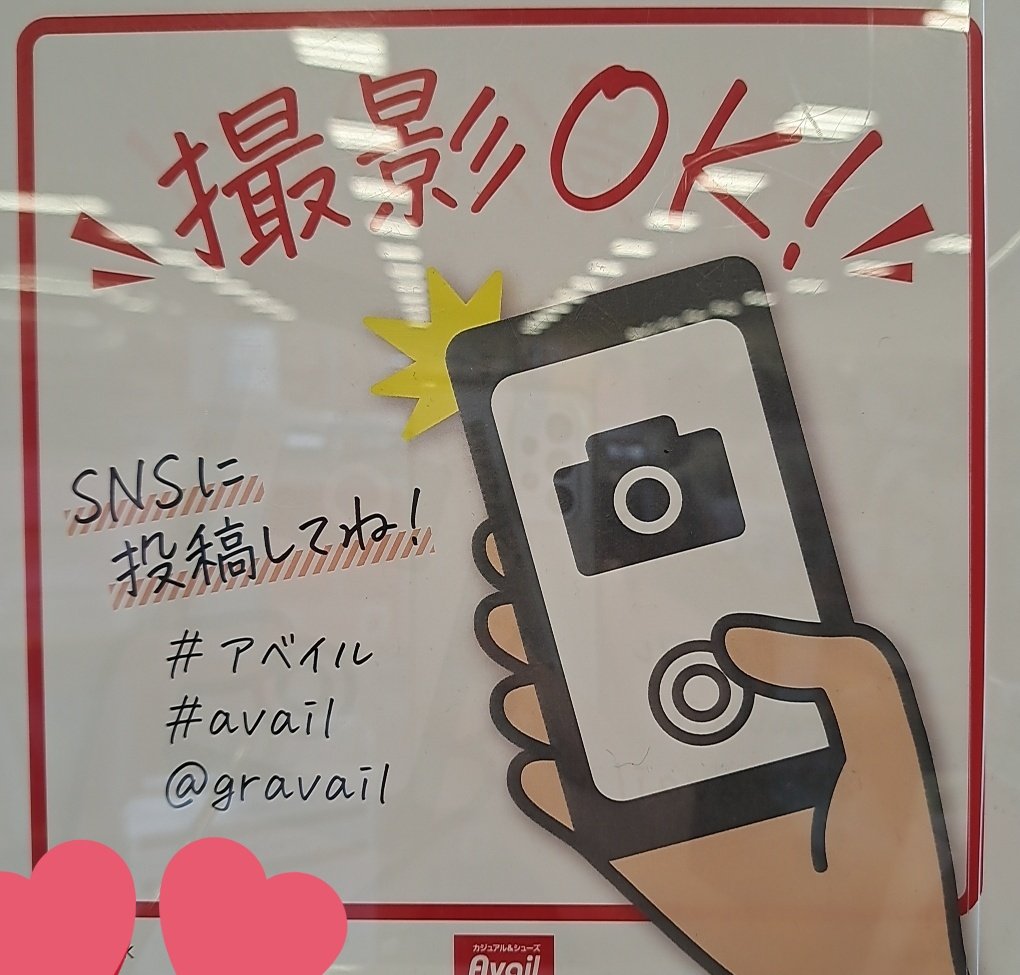 撮影OK!
SNSに
投稿してね!
#アベイル
#avail
@gravail
カジュアル&シューズ
Avail